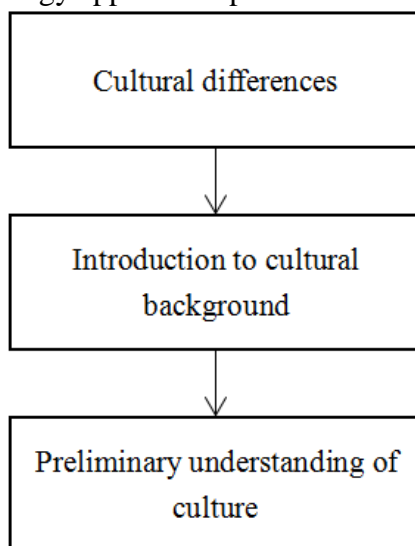 Cultural differences
Introduction to cultural
background
Preliminary understanding of
culture